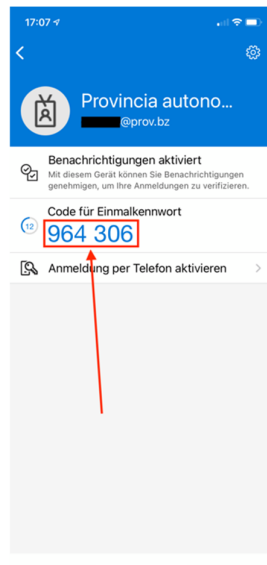 17:07
Provincia autono...
@prov.bz
Benachrichtigungen aktiviert
Mit diesem Gerät können Sie Benachrichtigungen
genehmigen, um Ihre Anmeldungen zu verifizieren.
Code für Einmalkennwort
12
964 306
Anmeldung per Telefon aktivieren